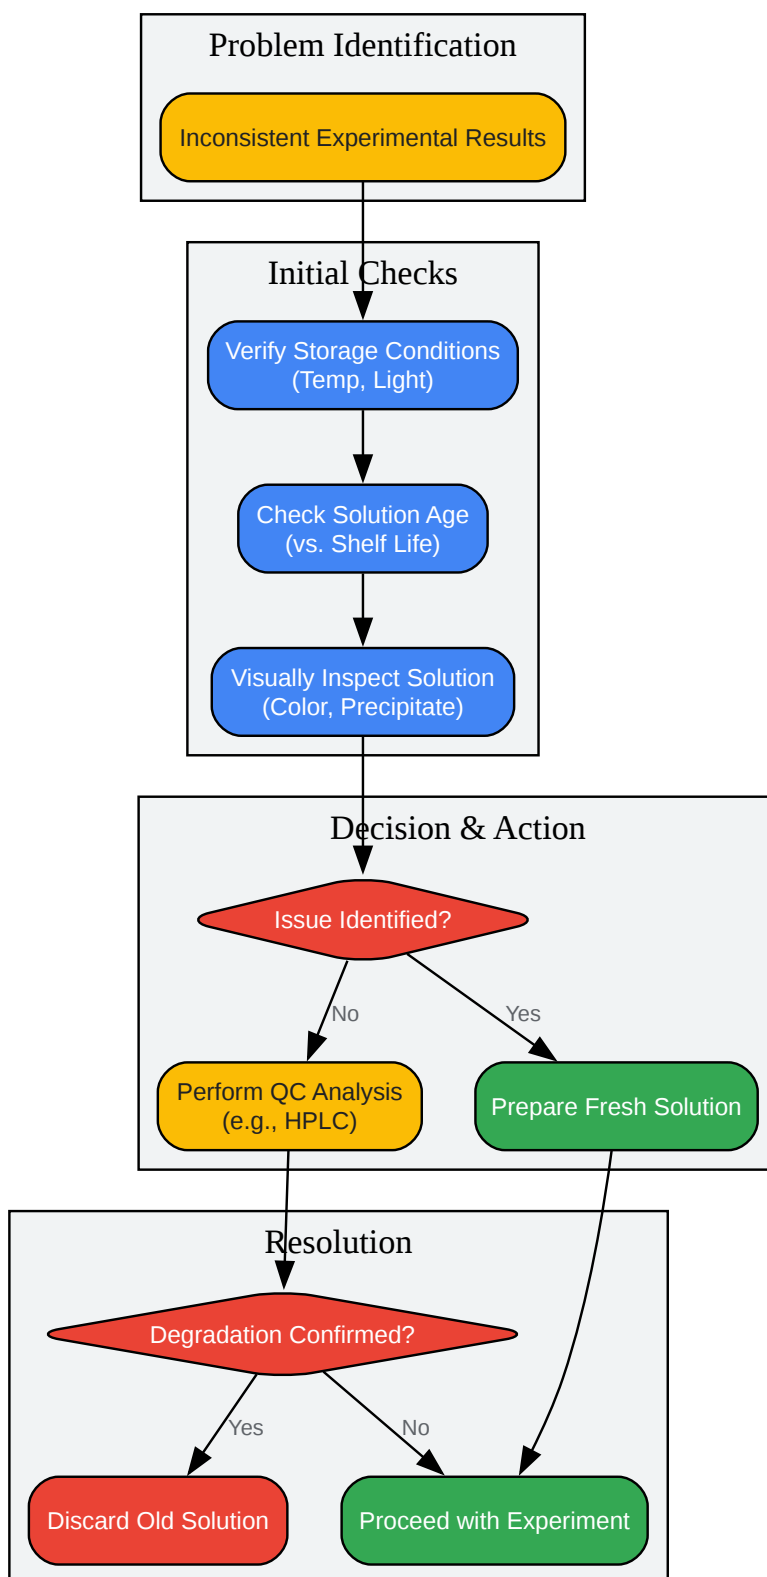 Problem Identification
Inconsistent Experimental Results
Initial Checks
Verify Storage Conditions
(Temp, Light)
Check Solution Age
(vs. Shelf Life)
Visually Inspect Solution
(Color, Precipitate)
Decision & Action
Issue Identified?
No
Yes
Perform QC Analysis
(e.g., HPLC)
Prepare Fresh Solution
Resolution
Degradation Confirmed?
Yes
No
Discard Old Solution
Proceed with Experiment